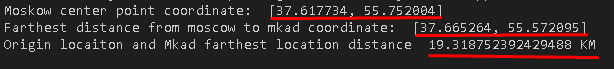 Moskow center point coordinate:  [37.617734, 55.752004]
Farthest distance from moscow to mkad coordinate:  [37.665264, 55.572095]
Origin locaiton and Mkad farthest location distance  19.318752392429488 KM